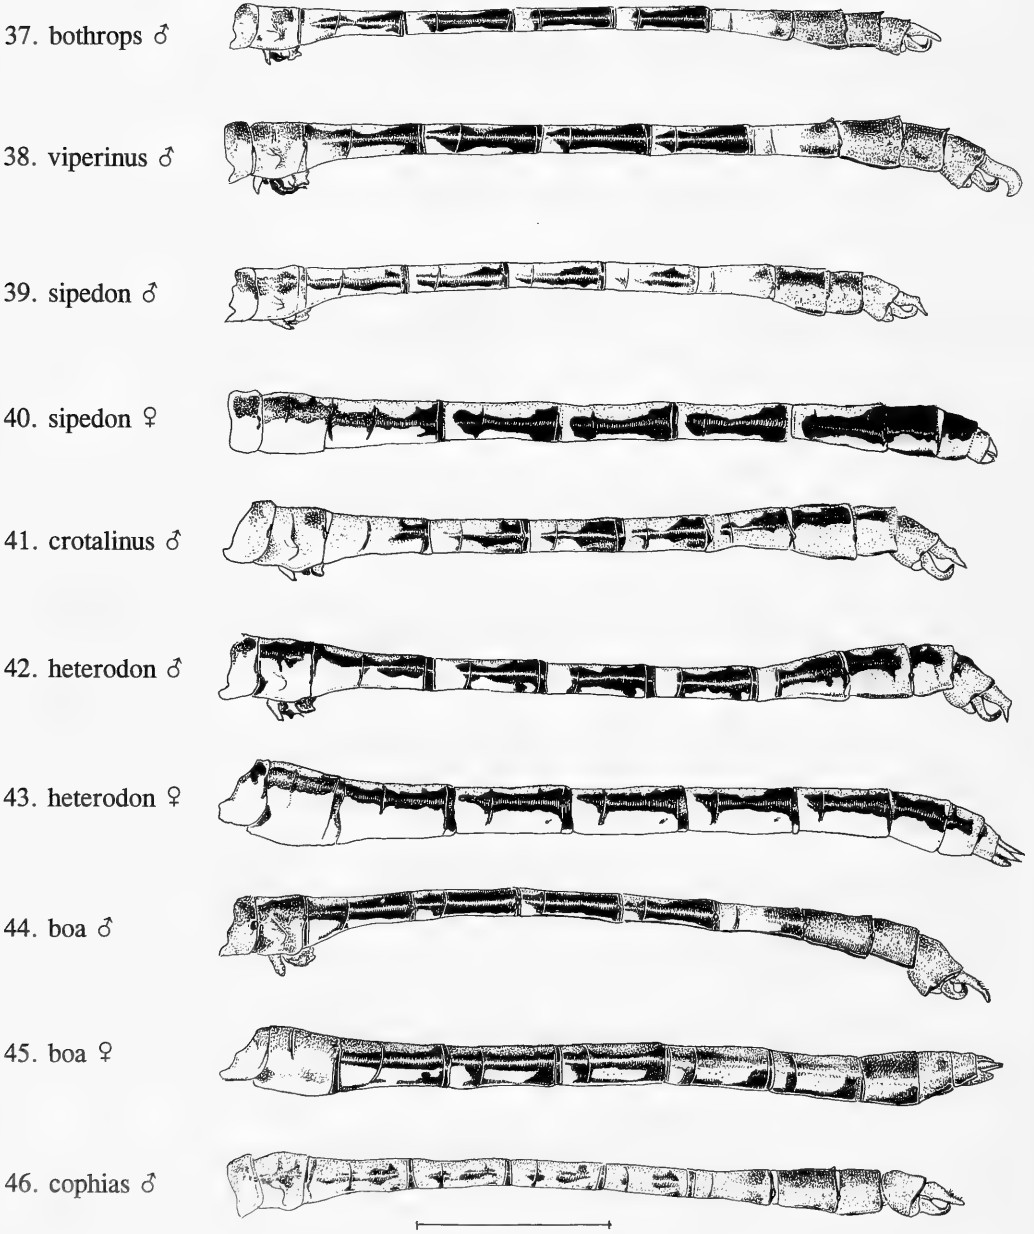 37. bothrops ♂
38. viperinus ♂
39. sipedon ♂
40. sipedon ♀
41. crotalinus ♂
42. heterodon ♂
43. heterodon ♀
44. boa ♂
45. boa ♀
46. cophias ♂